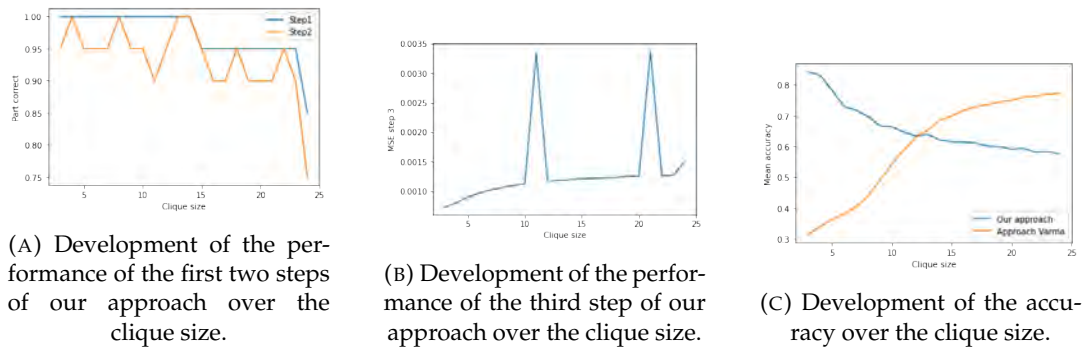 1.00
0.95
0.90
0.85
0.80
0.75
Part correct
Step1
Step2
5 10 15 20 25
Clique size
(A) Development of the per-
formance of the first two steps
of our approach over the
clique size.
0.0035
0.0030
0.0025
0.0020
0.0015
0.0010
MSE step 3
5 10 15 20 25
Clique size
(B) Development of the perfor-
mance of the third step of our
approach over the clique size.
0.8
0.7
0.6
0.5
0.4
0.3
Mean accuracy
Our approach
Approach Varma
5 10 15 20 25
Clique size
(C) Development of the accu-
racy over the clique size.